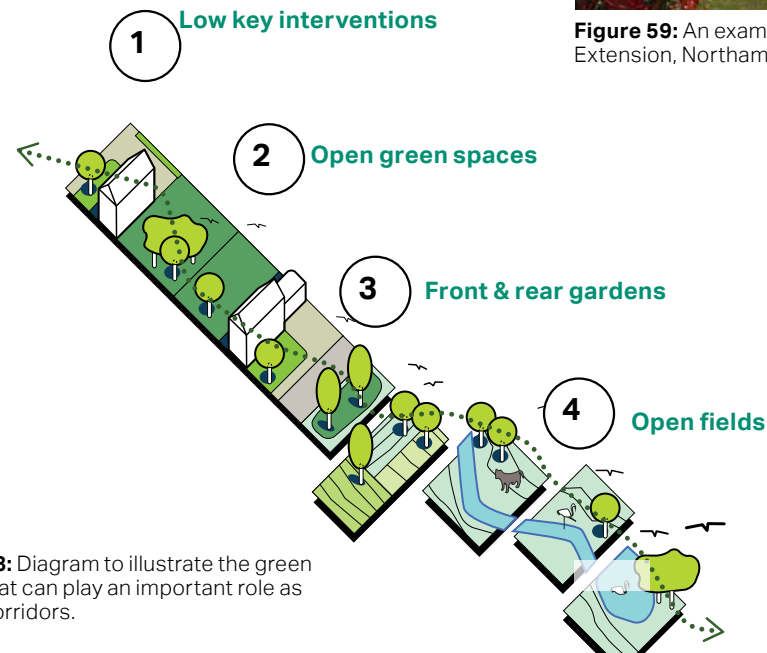 Low key interventions
1
Figure 59: An exam
Extension, Northam
2
Open green spaces
3
Front & rear gardens
4
Open fields
3: Diagram to illustrate the green
at can play an important role as
orridors.